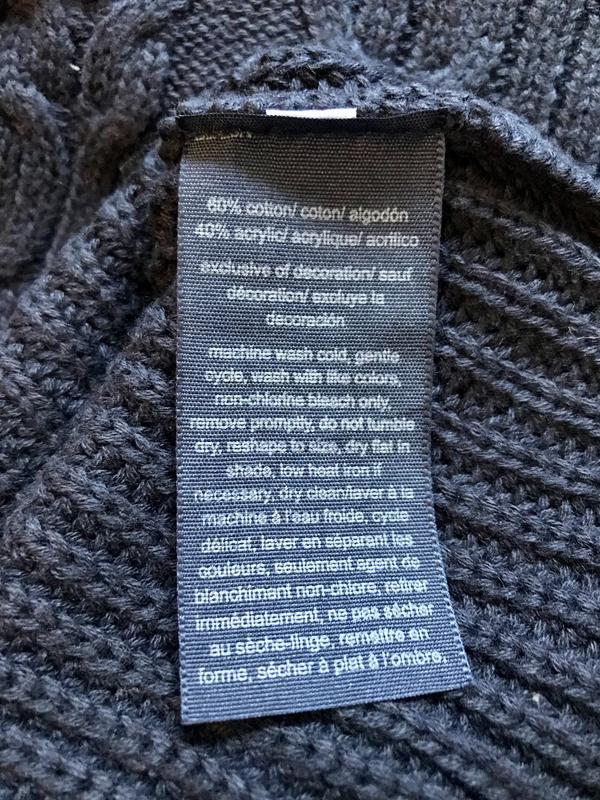 60% cotton/ coton/ algodón
40% acrylic/ acrylique/ acrílico
exclusive of decoration/ sauf
décoration/ excluye la
decoración
machine wash cold, gentle
cycle, wash with like colors,
non-chlorine bleach only,
remove promptly, do not tumble
dry, reshape to size, dry flat in
shade, low heat iron if
necessary, dry clean/laver à la
machine à l'eau froide, cycle
délicat, laver en séparant les
couleurs, seulement agent de
blanchiment non-chlore, retirer
immédiatement, ne pas sécher
au sèche-linge, remettre en
forme, sécher à plat à l'ombre,